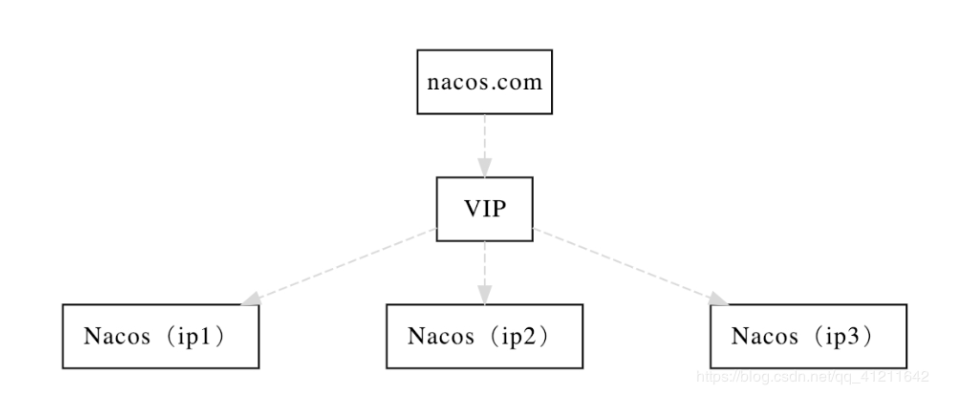 nacos.com
VIP
Nacos（ip1）
Nacos（ip2）
Nacos（ip3）
https://blog.csdn.net/qq_41211642